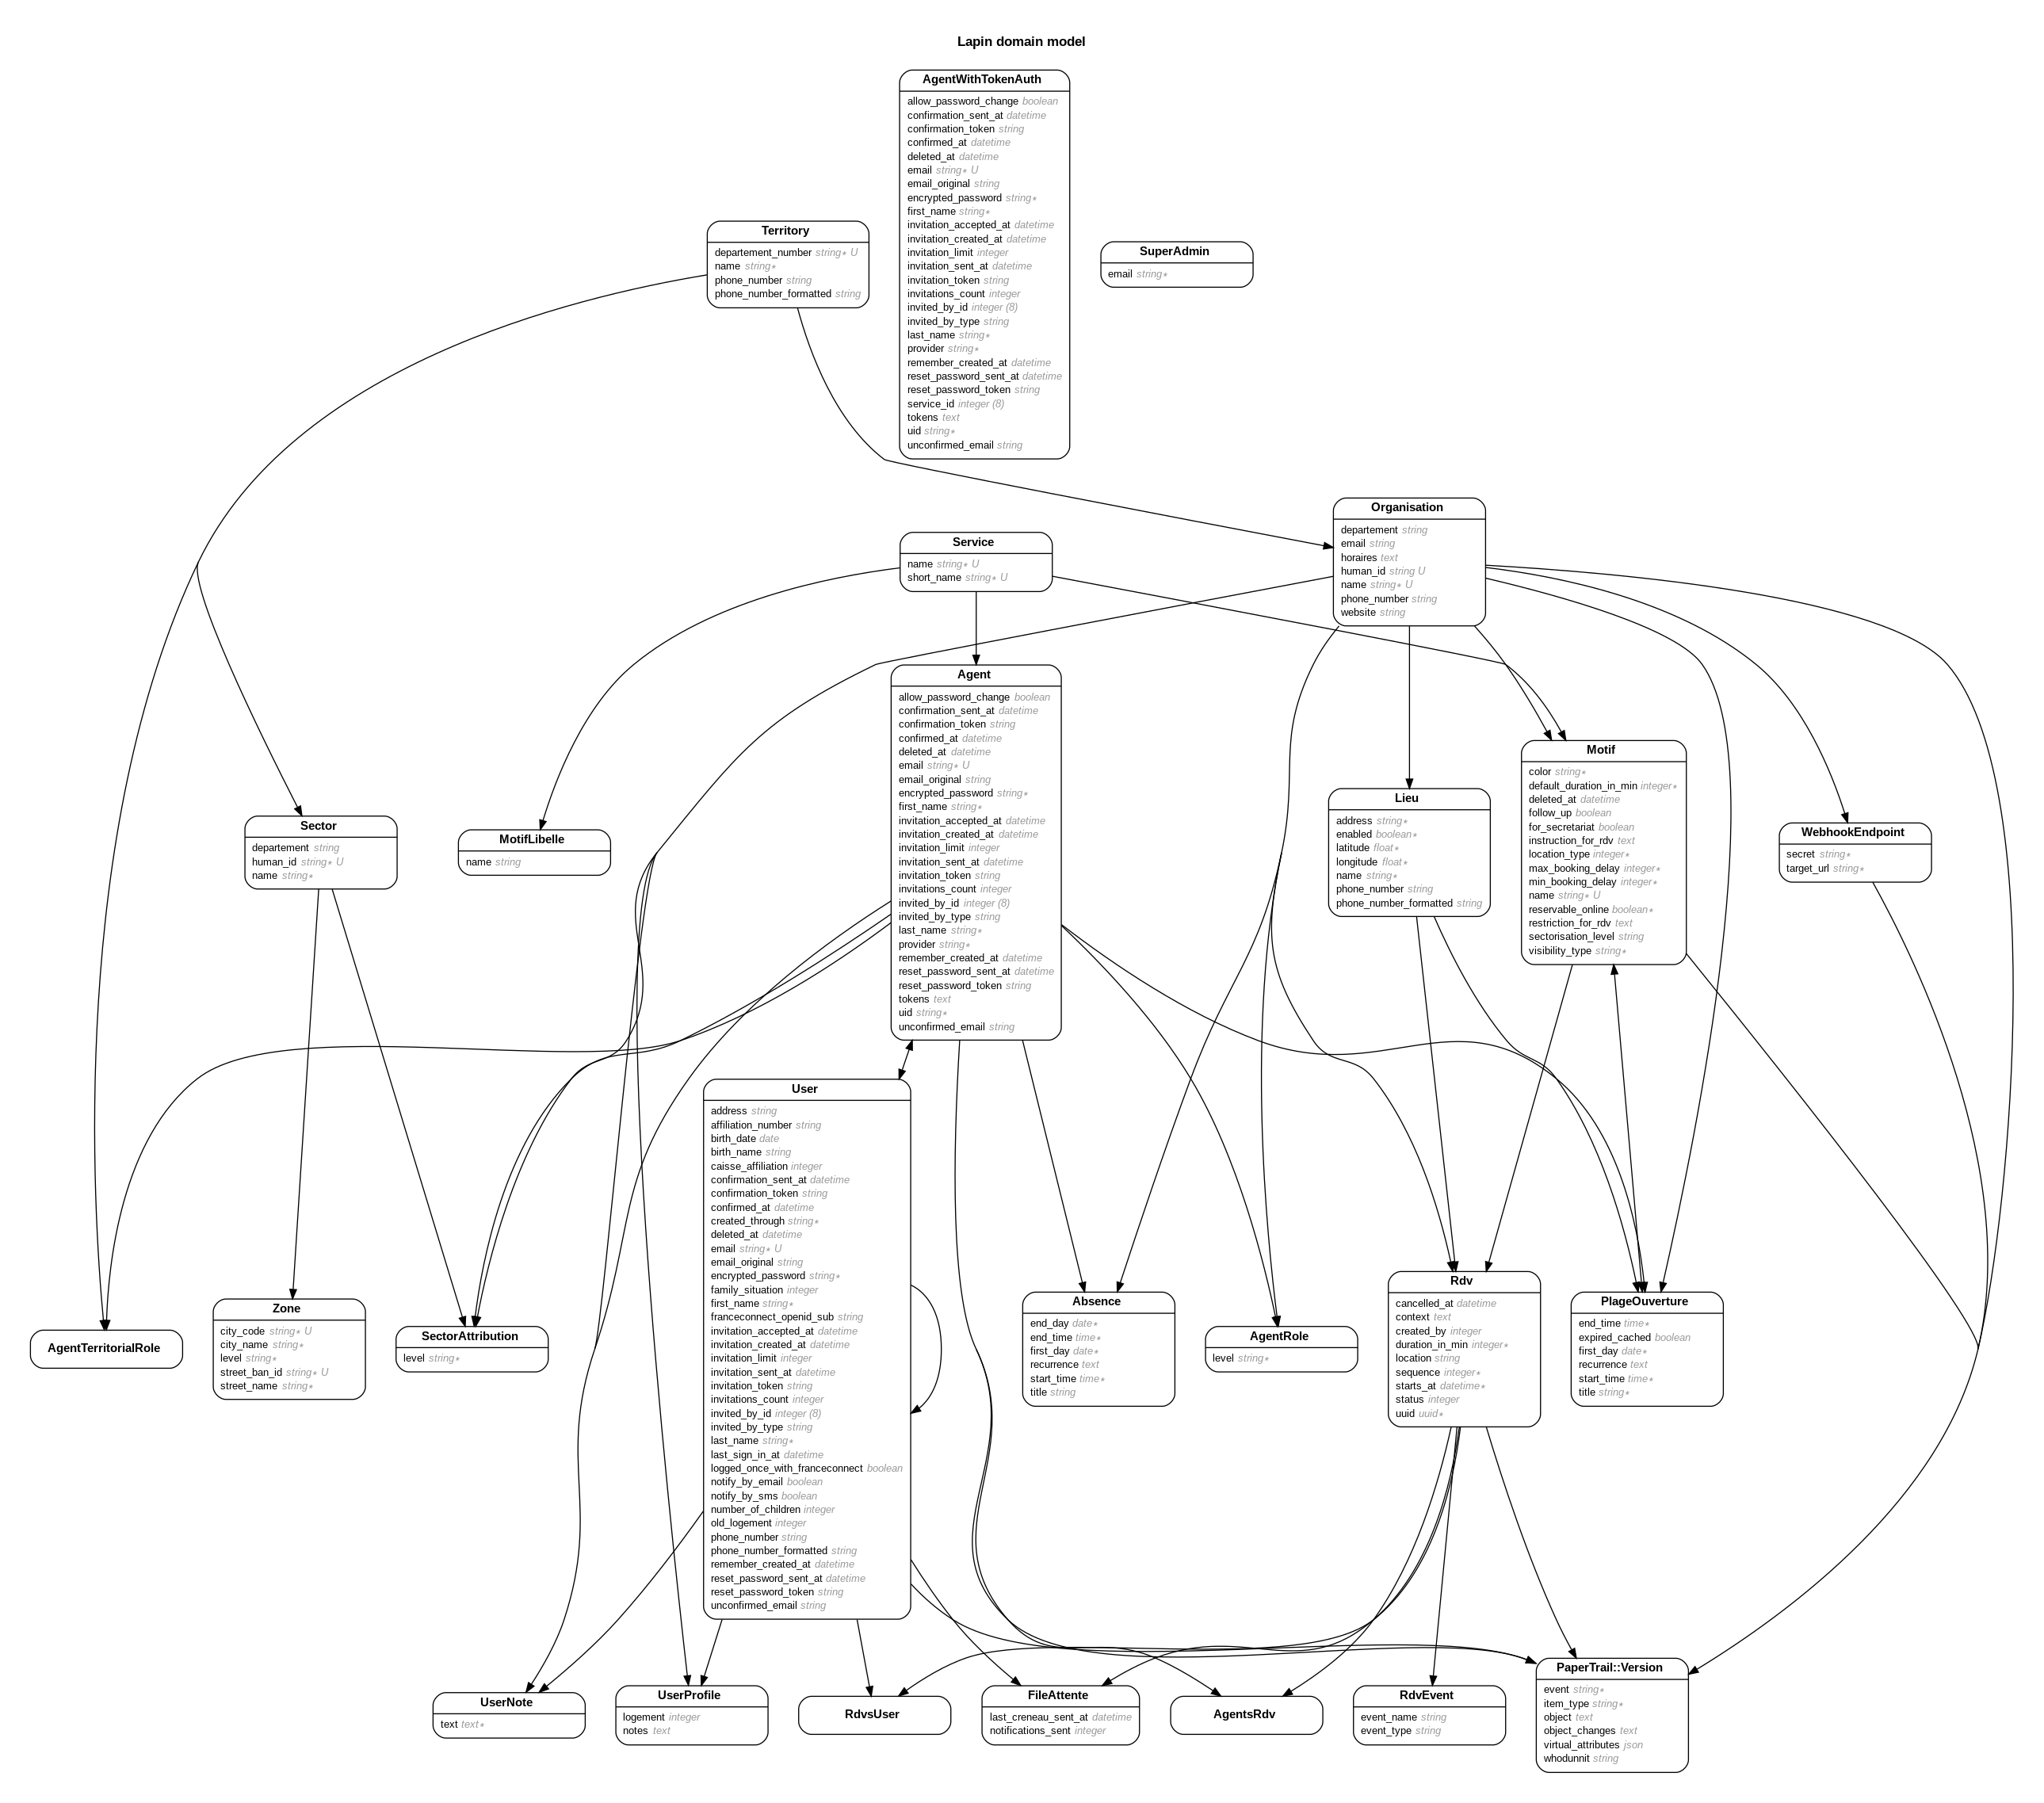 Lapin domain model
AgentWithTokenAuth
allow_password_change boolean
confirmation_sent_at datetime
confirmation_token string
confirmed_at datetime
deleted_at datetime
email string∗ U
email_original string
encrypted_password string∗
first_name string∗
invitation_accepted_at datetime
invitation_created_at datetime
invitation_limit integer
invitation_sent_at datetime
invitation_token string
invitations_count integer
invited_by_id integer (8)
invited_by_type string
last_name string∗
provider string∗
remember_created_at datetime
reset_password_sent_at datetime
reset_password_token string
service_id integer (8)
tokens text
uid string∗
unconfirmed_email string
Territory
departement_number string∗ U
name string∗
phone_number string
phone_number_formatted string
SuperAdmin
email string∗
Organisation
departement string
email string
horaires text
human_id string U
name string∗ U
phone_number string
website string
Service
name string∗ U
short_name string∗ U
Agent
allow_password_change boolean
confirmation_sent_at datetime
confirmation_token string
confirmed_at datetime
deleted_at datetime
email string∗ U
email_original string
encrypted_password string∗
first_name string∗
invitation_accepted_at datetime
invitation_created_at datetime
invitation_limit integer
invitation_sent_at datetime
invitation_token string
invitations_count integer
invited_by_id integer (8)
invited_by_type string
last_name string∗
provider string∗
remember_created_at datetime
reset_password_sent_at datetime
reset_password_token string
tokens text
uid string∗
unconfirmed_email string
Motif
color string∗
default_duration_in_min integer∗
deleted_at datetime
follow_up boolean
for_secretariat boolean
instruction_for_rdv text
location_type integer∗
max_booking_delay integer∗
min_booking_delay integer∗
name string∗ U
reservable_online boolean∗
restriction_for_rdv text
sectorisation_level string
visibility_type string∗
Lieu
address string∗
enabled boolean∗
latitude float∗
longitude float∗
name string∗
phone_number string
phone_number_formatted string
Sector
departement string
human_id string∗ U
name string∗
MotifLibelle
name string
WebhookEndpoint
secret string∗
target_url string∗
User
address string
affiliation_number string
birth_date date
birth_name string
caisse_affiliation integer
confirmation_sent_at datetime
confirmation_token string
confirmed_at datetime
created_through string∗
deleted_at datetime
email string∗ U
email_original string
encrypted_password string∗
family_situation integer
first_name string∗
franceconnect_openid_sub string
invitation_accepted_at datetime
invitation_created_at datetime
invitation_limit integer
invitation_sent_at datetime
invitation_token string
invitations_count integer
invited_by_id integer (8)
invited_by_type string
last_name string∗
last_sign_in_at datetime
logged_once_with_franceconnect boolean
notify_by_email boolean
notify_by_sms boolean
number_of_children integer
old_logement integer
phone_number string
phone_number_formatted string
remember_created_at datetime
reset_password_sent_at datetime
reset_password_token string
unconfirmed_email string
AgentTerritorialRole
Zone
city_code string∗ U
city_name string∗
level string∗
street_ban_id string∗ U
street_name string∗
SectorAttribution
level string∗
Absence
end_day date∗
end_time time∗
first_day date∗
recurrence text
start_time time∗
title string
AgentRole
level string∗
Rdv
cancelled_at datetime
context text
created_by integer
duration_in_min integer∗
location string
sequence integer∗
starts_at datetime∗
status integer
uuid uuid∗
PlageOuverture
end_time time∗
expired_cached boolean
first_day date∗
recurrence text
start_time time∗
title string∗
UserNote
text text∗
UserProfile
logement integer
notes text
RdvsUser
FileAttente
last_creneau_sent_at datetime
notifications_sent integer
AgentsRdv
RdvEvent
event_name string
event_type string
PaperTrail::Version
event string∗
item_type string∗
object text
object_changes text
virtual_attributes json
whodunnit string